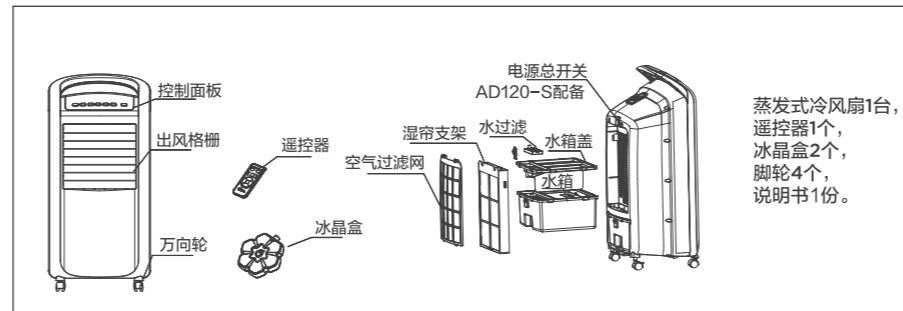 控制面板
出风格栅
万向轮
遥控器
冰晶盒
电源总开关
AD120-S配备
水过滤
湿帘支架
水箱盖
空气过滤网
水箱
蒸发式冷风扇1台，
遥控器1个，
冰晶盒2个，
脚轮4个，
说明书1份。